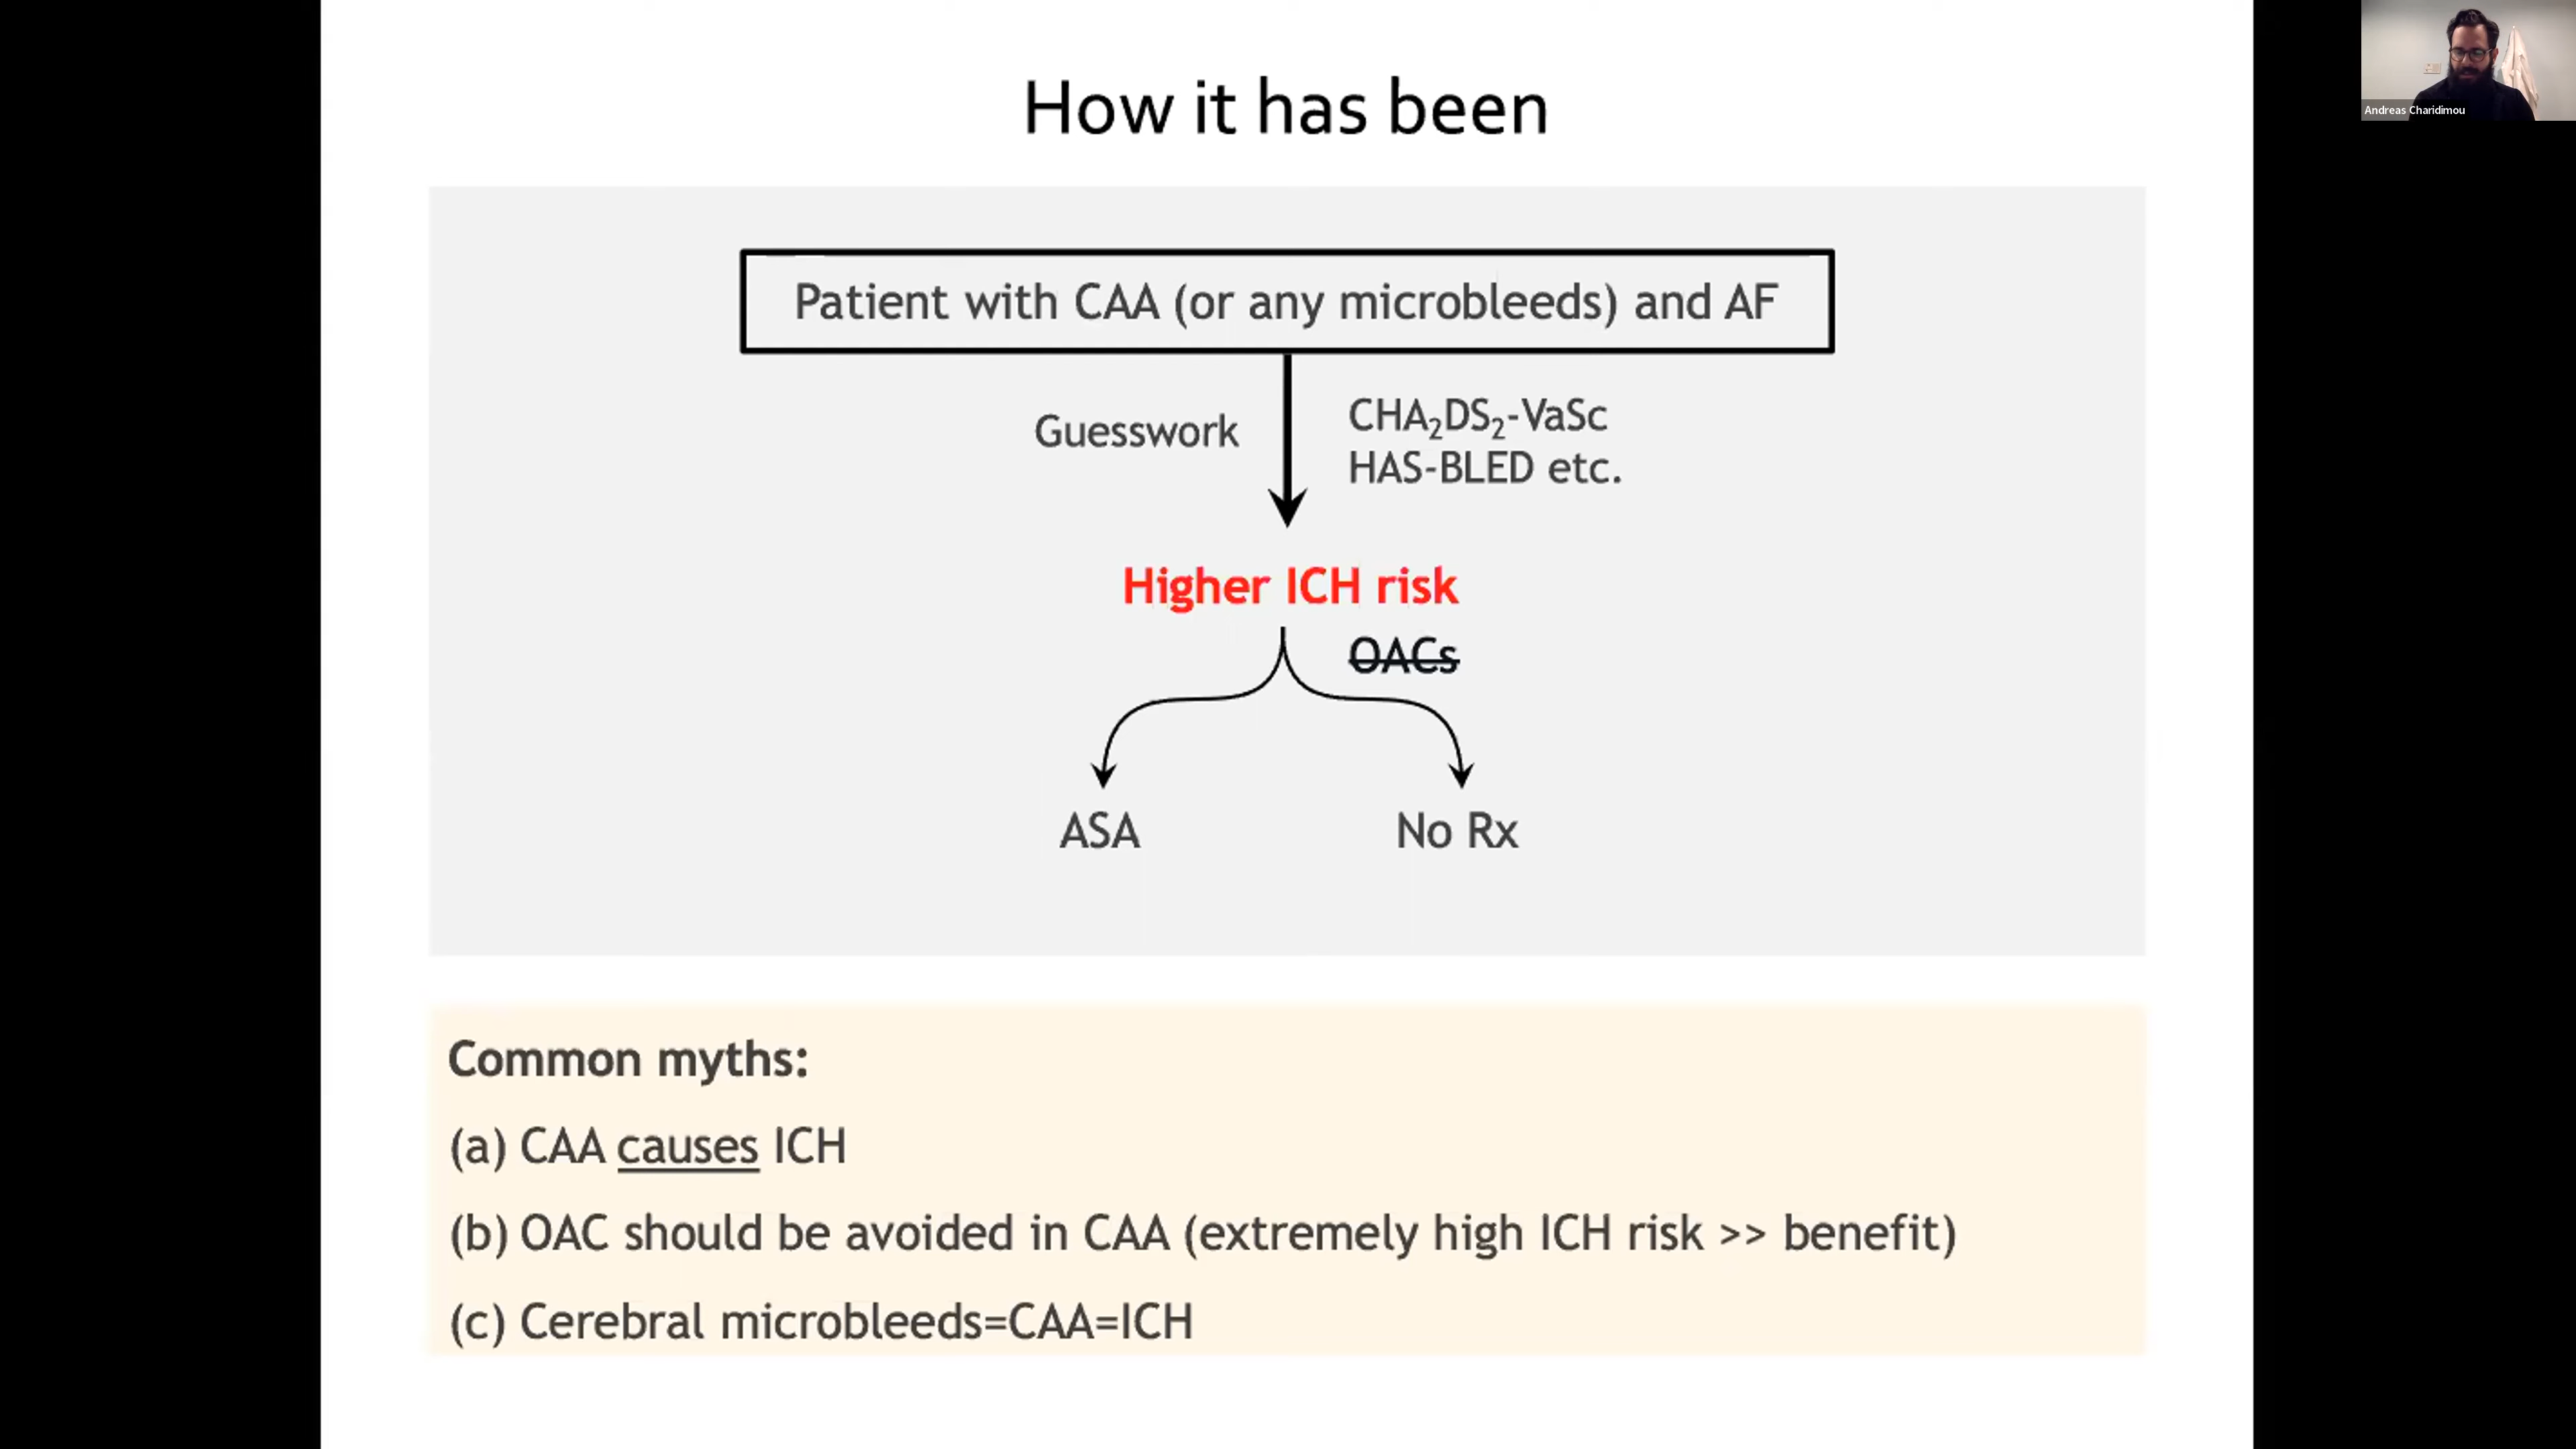 How it has been
Andreas Charidimou
Patient with CAA (or any microbleeds) and AF
Guesswork
CHA₂DS₂-VaSc
HAS-BLED etc.
Higher ICH risk
OACs
ASA
No Rx
Common myths:
(a) CAA causes ICH
(b) OAC should be avoided in CAA (extremely high ICH risk >> benefit)
(c) Cerebral microbleeds=CAA=ICH